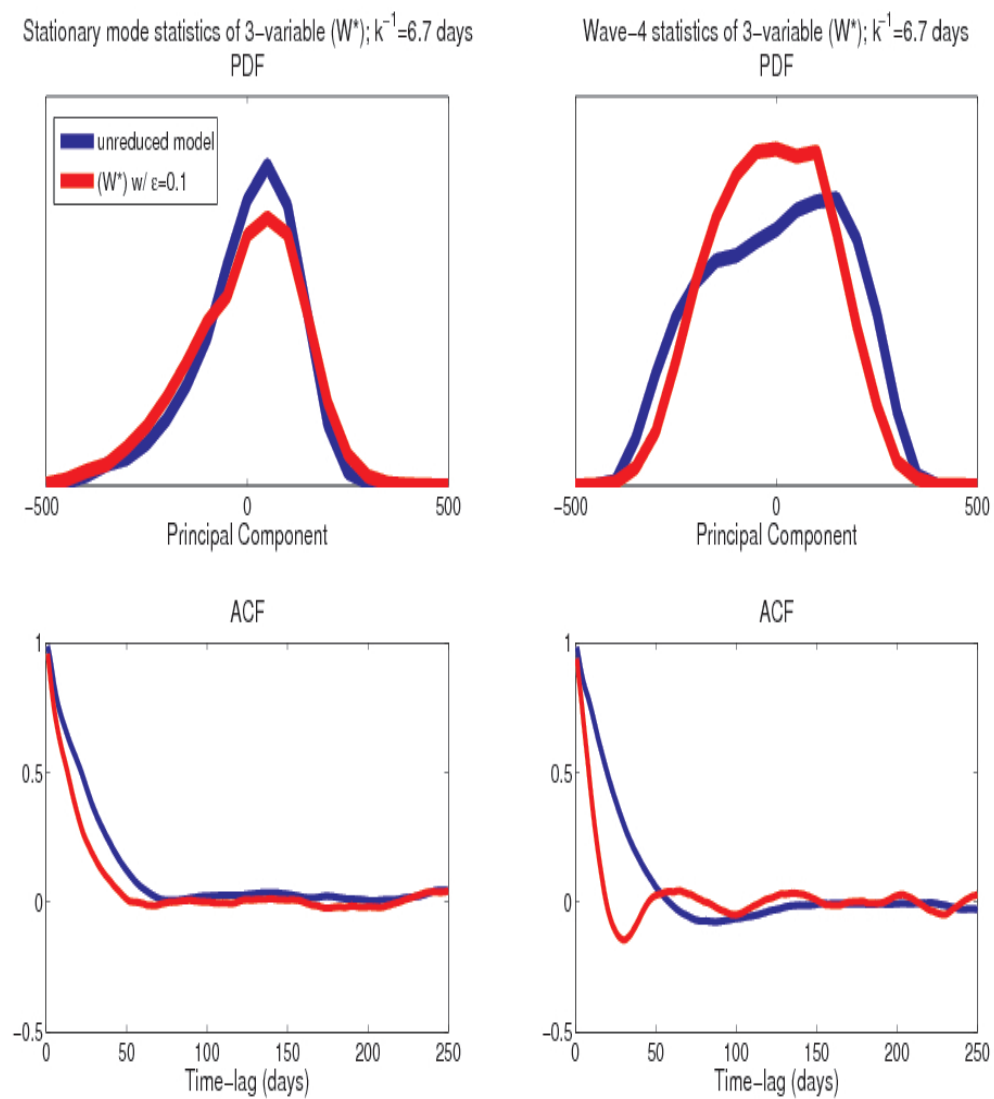 Stationary mode statistics of 3−variable (W*); k⁻¹=6.7 days
PDF
unreduced model
(W*) w/ ε=0.1
−500 0 500
Principal Component
Wave−4 statistics of 3−variable (W*); k⁻¹=6.7 days
PDF
−500 0 500
Principal Component
ACF
1
0.5
0
−0.5
0 50 100 150 200 250
Time−lag (days)
ACF
1
0.5
0
−0.5
0 50 100 150 200 250
Time−lag (days)